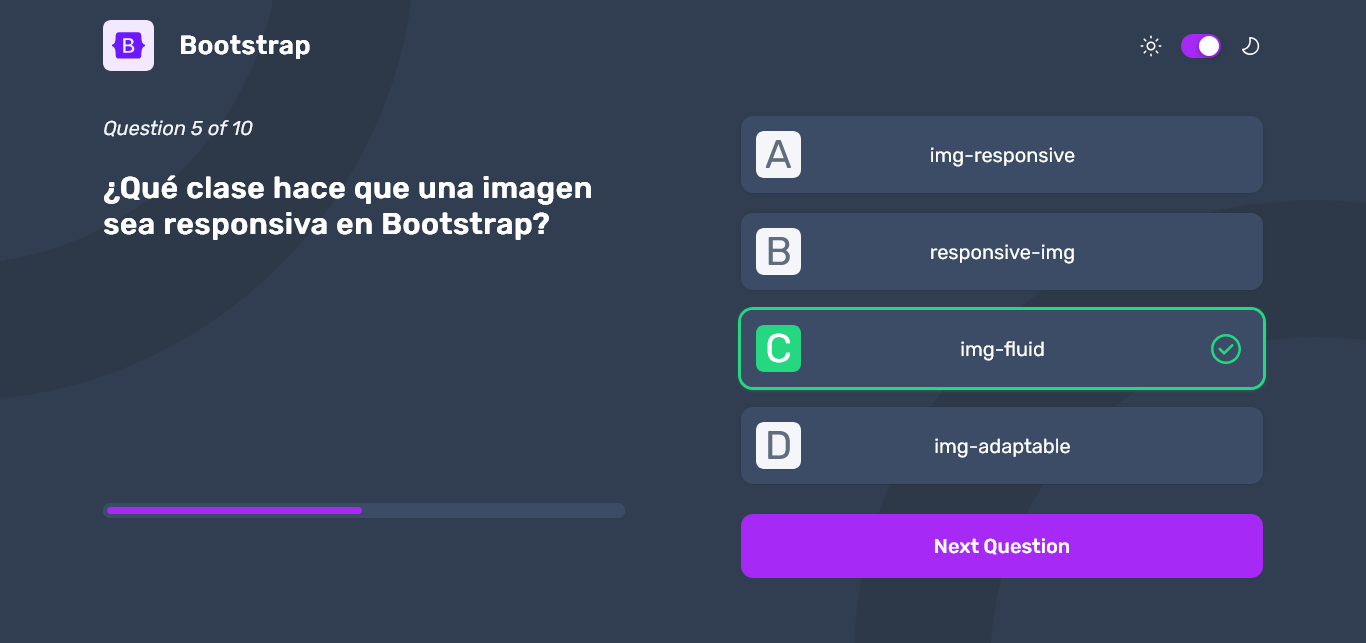 B
Bootstrap
Question 5 of 10
¿Qué clase hace que una imagen
sea responsiva en Bootstrap?
A
img-responsive
B
responsive-img
C
img-fluid
D
img-adaptable
Next Question